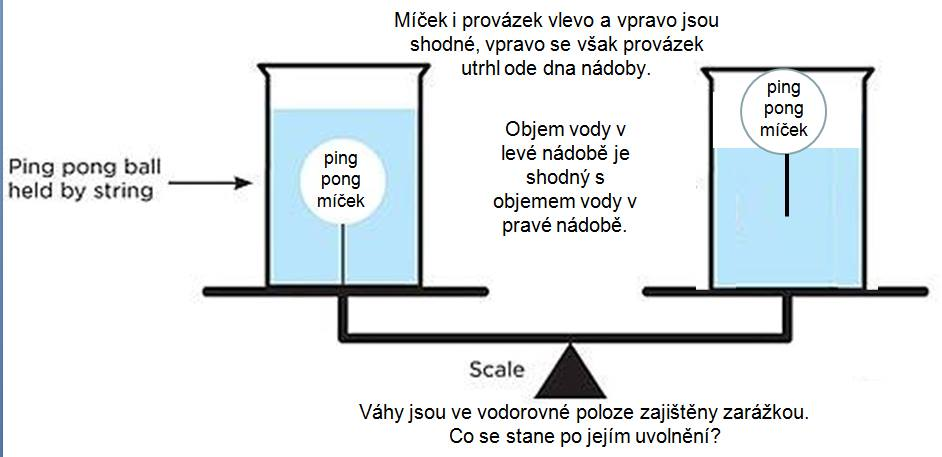 Míček i provázek vlevo a vpravo jsou
shodné, vpravo se však provázek
utrhl ode dna nádoby.
Ping pong ball
held by string
ping
pong
míček
Objem vody v
levé nádobě je
shodný s
objemem vody v
pravé nádobě.
ping
pong
míček
Scale
Váhy jsou ve vodorovné poloze zajištěny zarážkou.
Co se stane po jejím uvolnění?